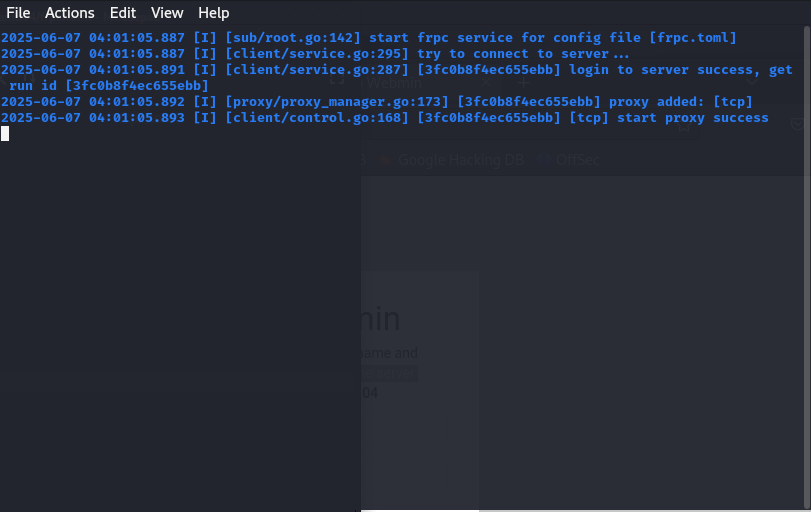 File Actions Edit View Help
2025-06-07 04:01:05.887 [I] [sub/root.go:142] start frpc service for config file [frpc.toml]
2025-06-07 04:01:05.887 [I] [client/service.go:295] try to connect to server...
2025-06-07 04:01:05.891 [I] [client/service.go:287] [3fc0b8f4ec655ebb] login to server success, get
run id [3fc0b8f4ec655ebb]
2025-06-07 04:01:05.892 [I] [proxy/proxy_manager.go:173] [3fc0b8f4ec655ebb] proxy added: [tcp]
2025-06-07 04:01:05.893 [I] [client/control.go:168] [3fc0b8f4ec655ebb] [tcp] start proxy success
Webmin
Google Hacking DB OffSec
min
name and
04